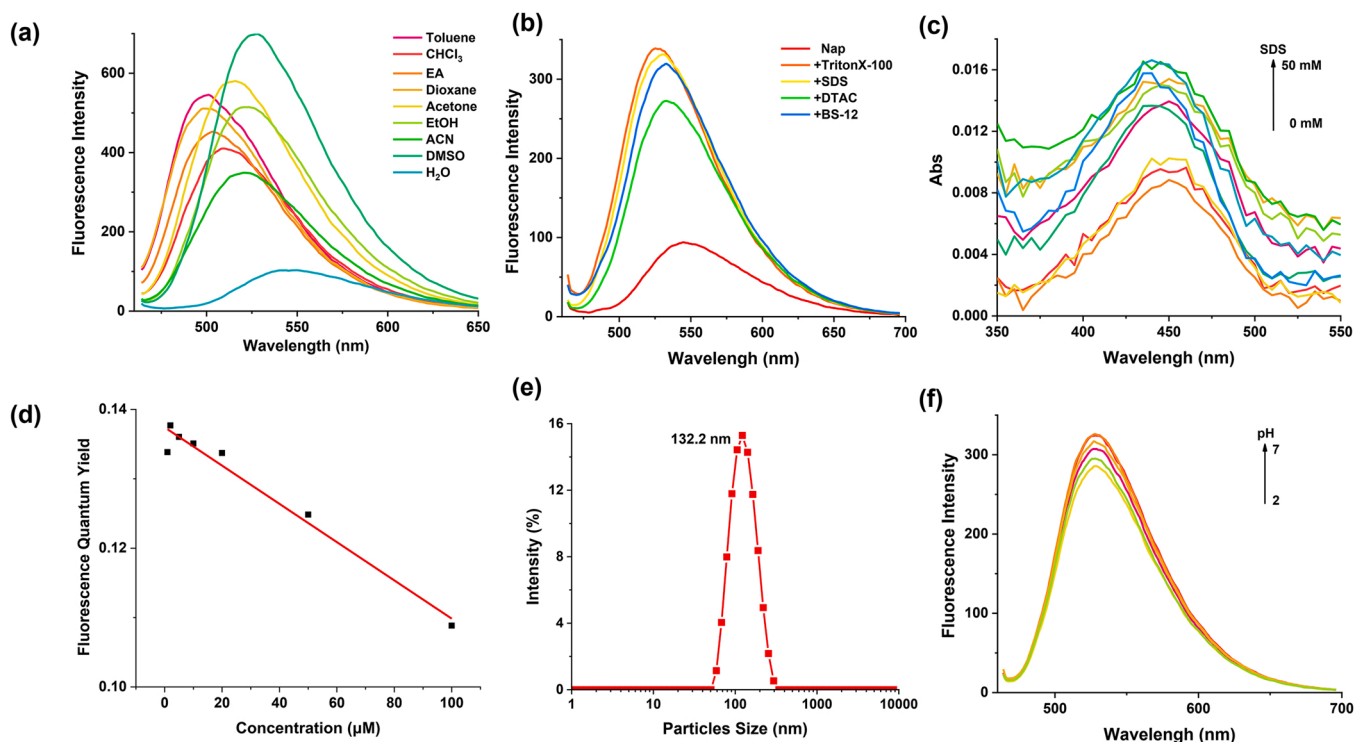 (a)
Fluorescence Intensity
600
400
200
0
500
550
600
650
Wavelength (nm)
Toluene
CHCl₃
EA
Dioxane
Acetone
EtOH
ACN
DMSO
H₂O
(b)
Fluorescence Intensity
300
200
100
0
500
550
600
650
700
Wavelength (nm)
Nap
+TritonX-100
+SDS
+DTAC
+BS-12
(c)
Abs
0.016
0.012
0.008
0.004
0.000
350
400
450
500
550
Wavelengh (nm)
SDS
50 mM
0 mM
(d)
Fluorescence Quantum Yield
0.14
0.12
0.10
0
20
40
60
80
100
Concentration (μM)
(e)
Intensity (%)
16
12
8
4
0
132.2 nm
1
10
100
1000
10000
Particles Size (nm)
(f)
Fluorescence Intensity
300
200
100
0
500
600
700
Wavelengh (nm)
pH
7
2